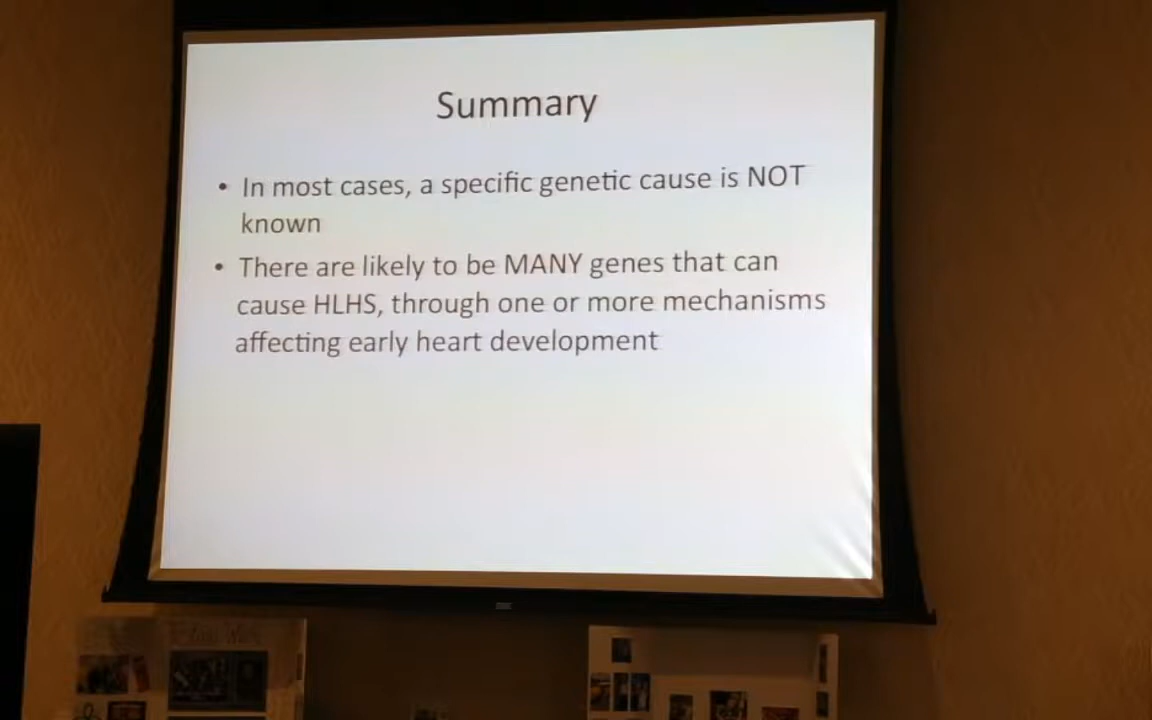 Summary
• In most cases, a specific genetic cause is NOT
known
• There are likely to be MANY genes that can
cause HLHS, through one or more mechanisms
affecting early heart development